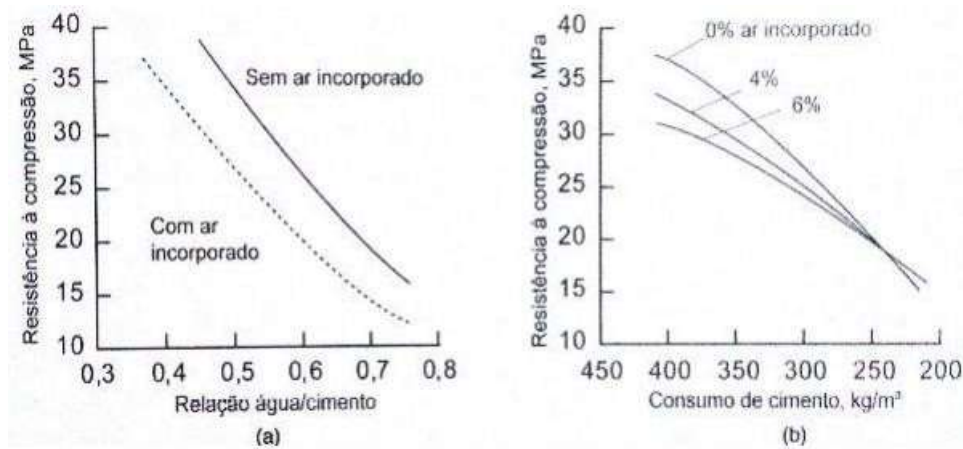 Resistência à compressão, MPa
40
35
30
25
20
15
10
Sem ar incorporado
Com ar
incorporado
0,3 0,4 0,5 0,6 0,7 0,8
Relação água/cimento
(a)
Resistência à compressão, MPa
40
35
30
25
20
15
10
0% ar incorporado
4%
6%
450 400 350 300 250 200
Consumo de cimento, kg/m³
(b)